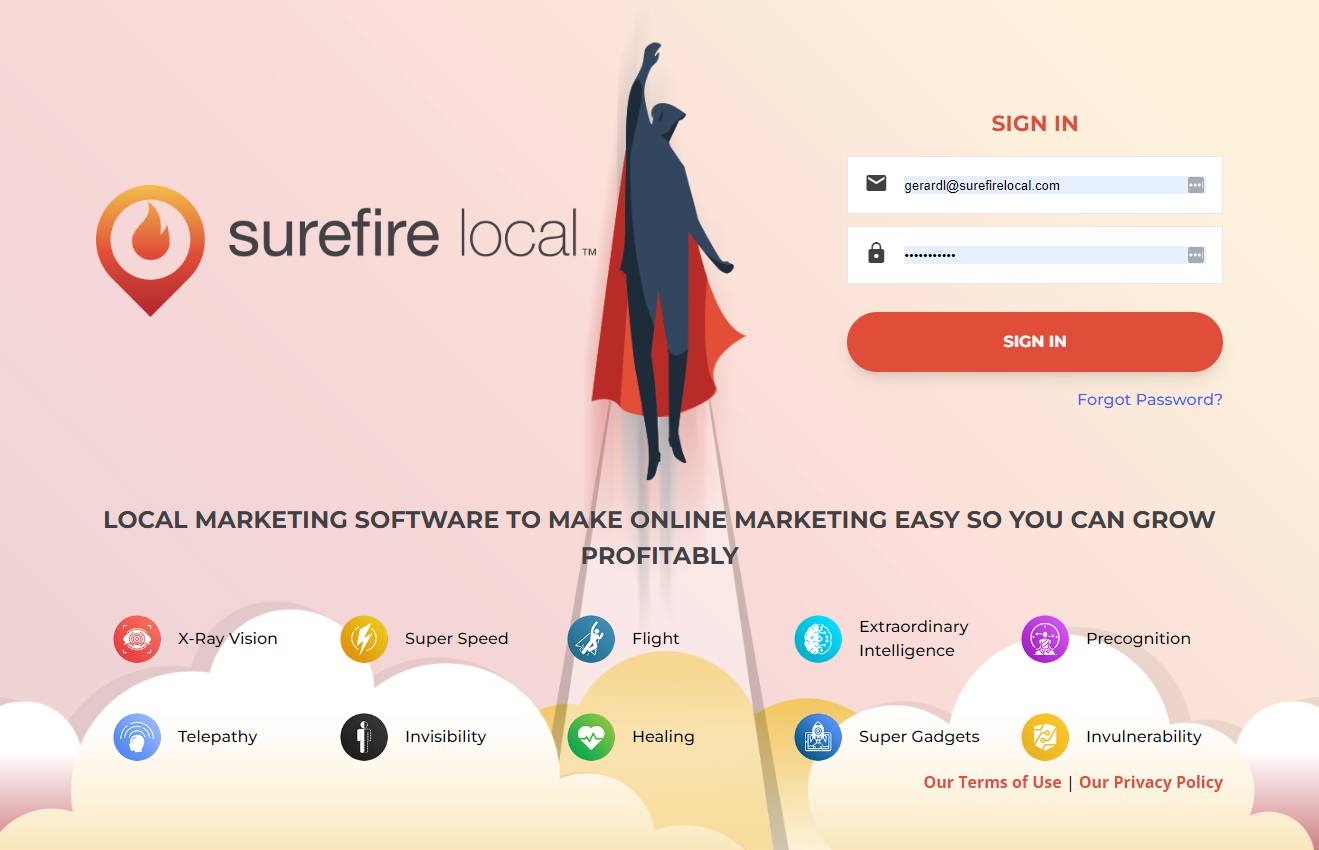 surefire local™
SIGN IN
gerardl@surefirelocal.com
•••••••••••
SIGN IN
Forgot Password?
LOCAL MARKETING SOFTWARE TO MAKE ONLINE MARKETING EASY SO YOU CAN GROW
PROFITABLY
X-Ray Vision
Super Speed
Flight
Extraordinary
Intelligence
Precognition
Telepathy
Invisibility
Healing
Super Gadgets
Invulnerability
Our Terms of Use | Our Privacy Policy